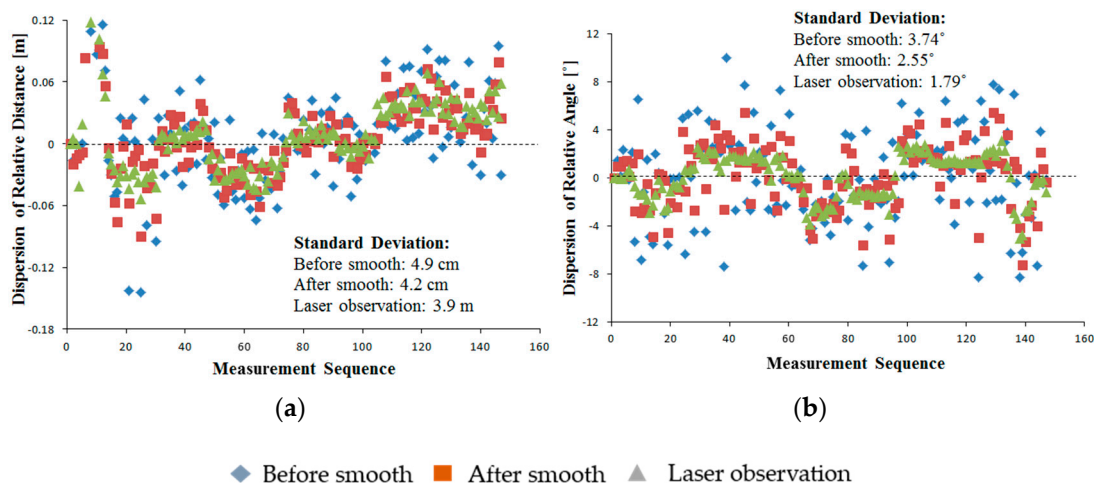 (a)
Dispersion of Relative Distance [m]
0.12
0.06
0
-0.06
-0.12
-0.18
0 20 40 60 80 100 120 140 160
Measurement Sequence
Standard Deviation:
Before smooth: 4.9 cm
After smooth: 4.2 cm
Laser observation: 3.9 m
(a)
(b)
Dispersion of Relative Angle [°]
12
8
4
0
-4
-8
-12
0 20 40 60 80 100 120 140 160
Measurement Sequence
Standard Deviation:
Before smooth: 3.74°
After smooth: 2.55°
Laser observation: 1.79°
(b)
Before smooth After smooth Laser observation